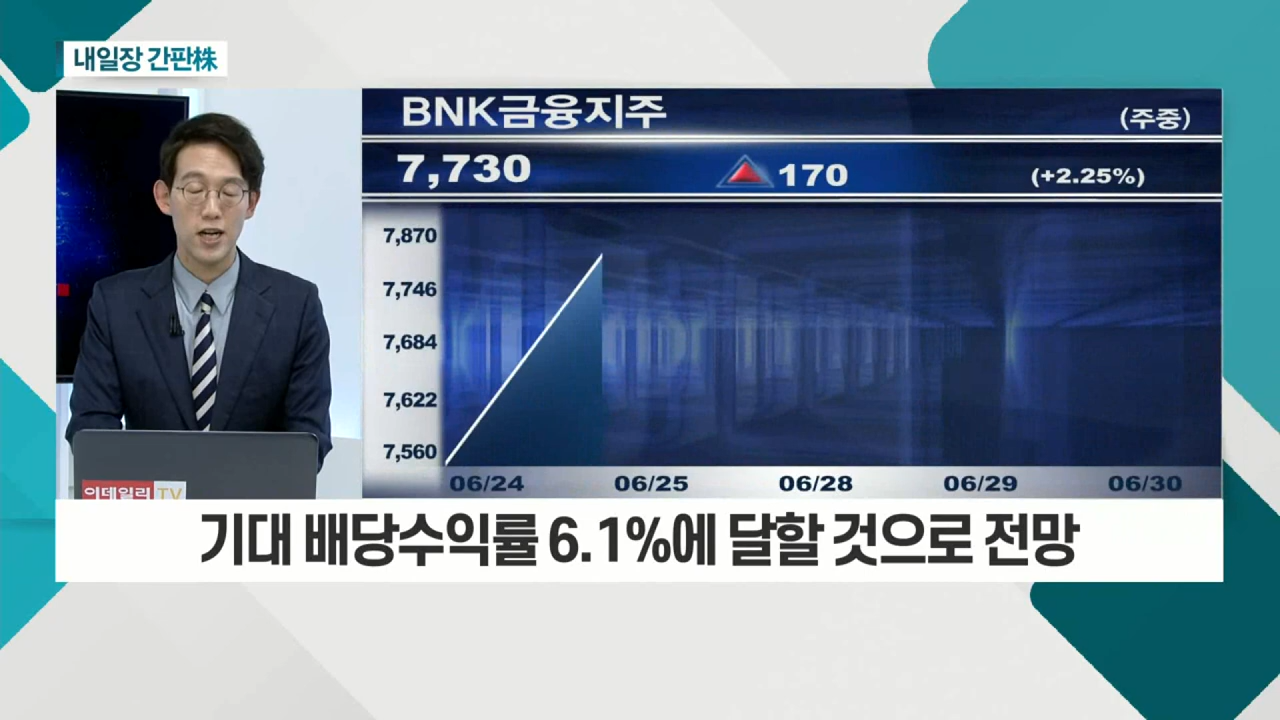 내일장 간판株
BNK금융지주
(주중)
7,730
170
(+2.25%)
7,870
7,746
7,684
7,622
7,560
06/24
06/25
06/28
06/29
06/30
이데일리 TV
기대 배당수익률 6.1%에 달할 것으로 전망